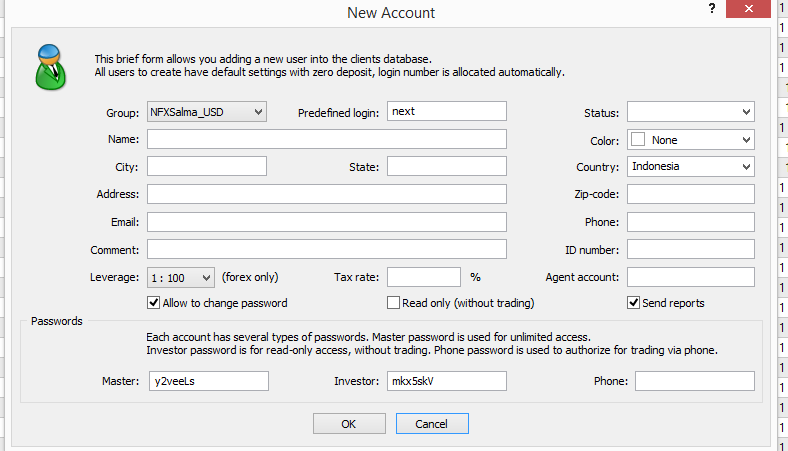 New Account
?
x
This brief form allows you adding a new user into the clients database.
All users to create have default settings with zero deposit, login number is allocated automatically.
Group: NFXSalma_USD Predefined login: next Status:
Name: Color: None
City: State: Country: Indonesia
Address: Zip-code:
Email: Phone:
Comment: ID number:
Leverage: 1 : 100 (forex only) Tax rate: % Agent account:
Allow to change password Read only (without trading) Send reports
Passwords
Each account has several types of passwords. Master password is used for unlimited access.
Investor password is for read-only access, without trading. Phone password is used to authorize for trading via phone.
Master: y2veeLs Investor: mkx5skV Phone:
OK Cancel